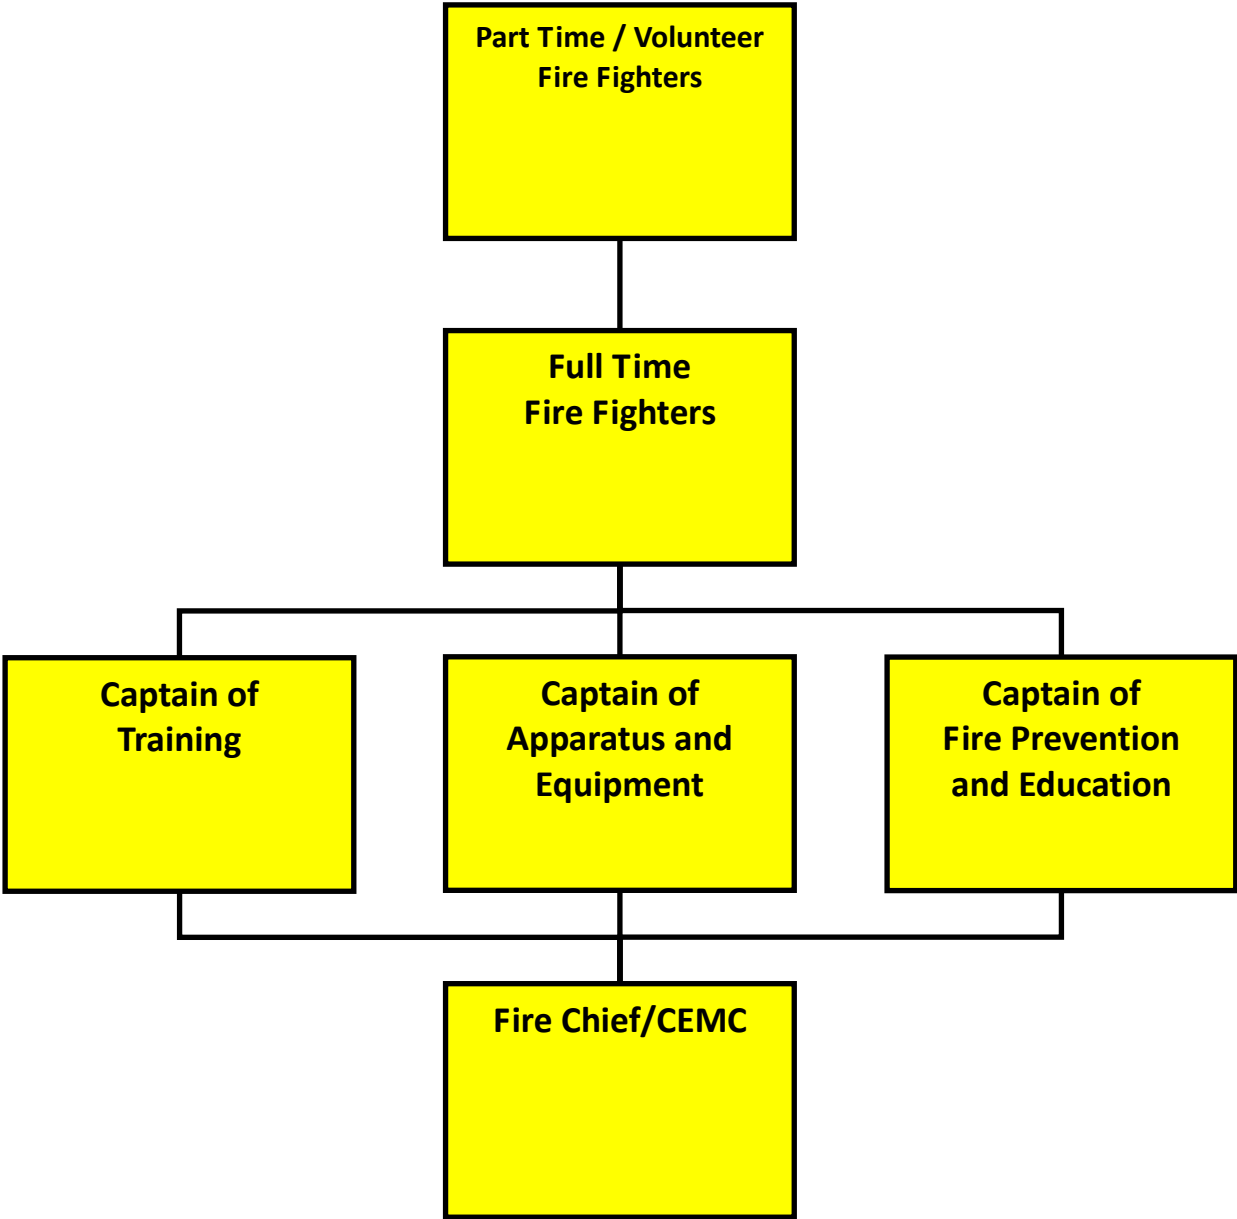 Part Time / Volunteer
Fire Fighters
Full Time
Fire Fighters
Captain of
Training
Captain of
Apparatus and
Equipment
Captain of
Fire Prevention
and Education
Fire Chief/CEMC